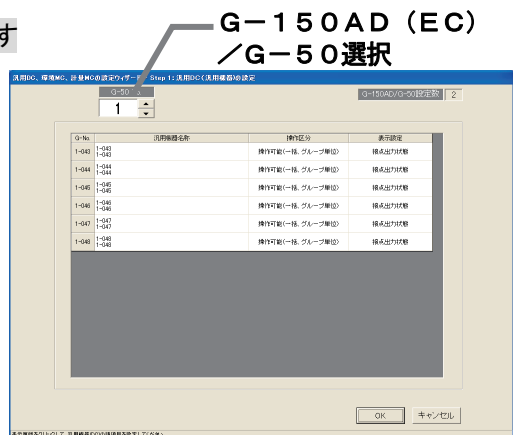 す
G－150AD（EC）
／G－50選択
汎用DC、環境MC、計量MCの設定ウィザード Step 1: 汎用DC(汎用機器)の設定
G-50
1
G-150AD/G-50設定数 2
G-No. 汎用機器名称 操作区分 表示設定
1-043 1-043 1-043 操作可能(一括、グループ単位) 接点出力状態
1-044 1-044 1-044 操作可能(一括、グループ単位) 接点出力状態
1-045 1-045 1-045 操作可能(一括、グループ単位) 接点出力状態
1-046 1-046 1-046 操作可能(一括、グループ単位) 接点出力状態
1-047 1-047 1-047 操作可能(一括、グループ単位) 接点出力状態
1-048 1-048 1-048 操作可能(一括、グループ単位) 接点出力状態
OK キャンセル